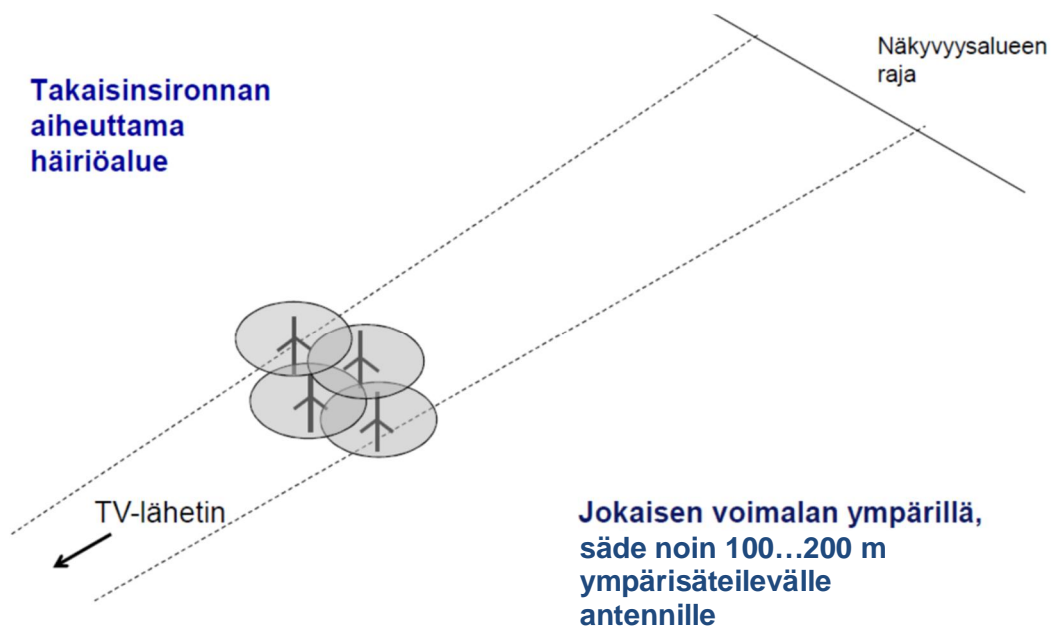 Näkyvyysalueen
raja
Takaisinsironnan
aiheuttama
häiriöalue
TV-lähetin
Jokaisen voimalan ympärillä,
säde noin 100…200 m
ympärisäteilevälle
antennille